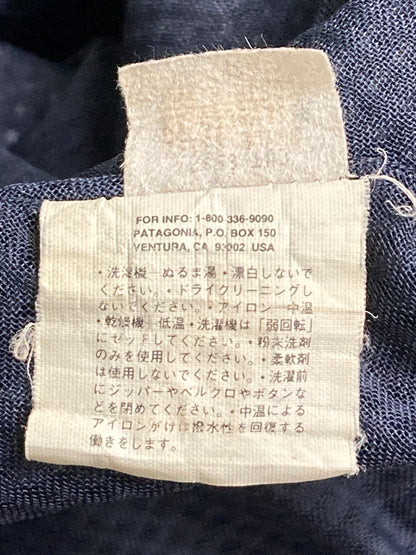 FOR INFO: 1-800-336-9090
PATAGONIA, P.O. BOX 150
VENTURA, CA 93002 USA
・洗濯機―ぬるま湯・漂白しないで
ください。・ドライクリーニングし
ないでください。・アイロン―中温
・乾燥機―低温・洗濯機は「弱回転」
にセットしてください。・粉末洗剤
のみを使用してください。・柔軟剤
は使用しないでください。・洗濯前
にジッパーやベルクロやボタンな
どを閉めてください。・中温による
アイロンがけは撥水性を回復する
働きをします。